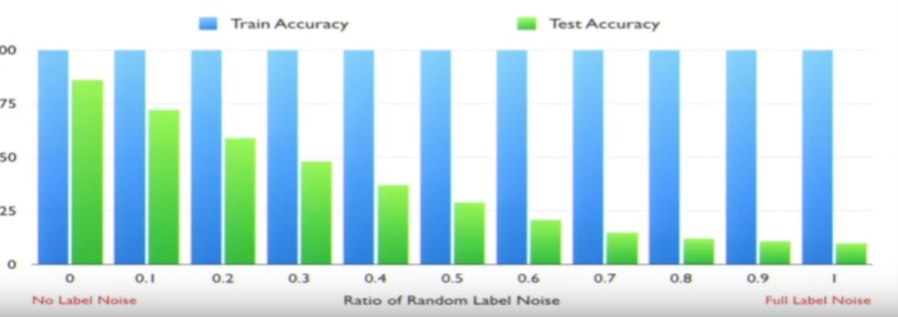 Train Accuracy Test Accuracy
00
75
50
25
0
0 0.1 0.2 0.3 0.4 0.5 0.6 0.7 0.8 0.9 1
No Label Noise Ratio of Random Label Noise Full Label Noise